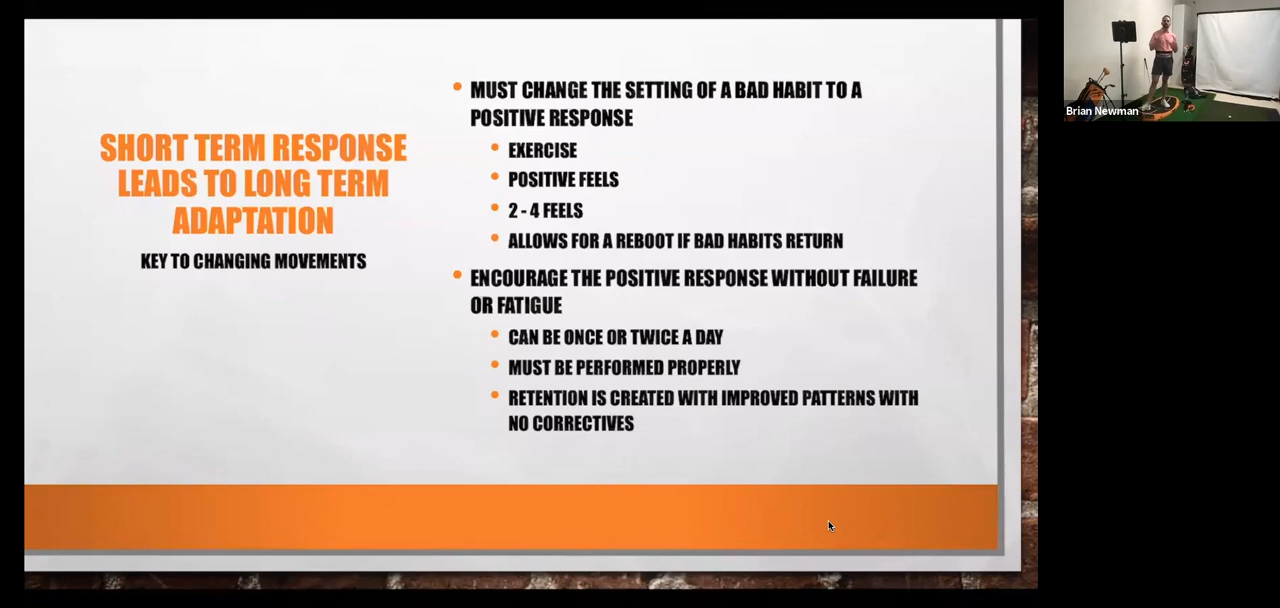 SHORT TERM RESPONSE
LEADS TO LONG TERM
ADAPTATION
KEY TO CHANGING MOVEMENTS
MUST CHANGE THE SETTING OF A BAD HABIT TO A
POSITIVE RESPONSE
EXERCISE
POSITIVE FEELS
2 - 4 FEELS
ALLOWS FOR A REBOOT IF BAD HABITS RETURN
ENCOURAGE THE POSITIVE RESPONSE WITHOUT FAILURE
OR FATIGUE
CAN BE ONCE OR TWICE A DAY
MUST BE PERFORMED PROPERLY
RETENTION IS CREATED WITH IMPROVED PATTERNS WITH
NO CORRECTIVES
Brian Newman